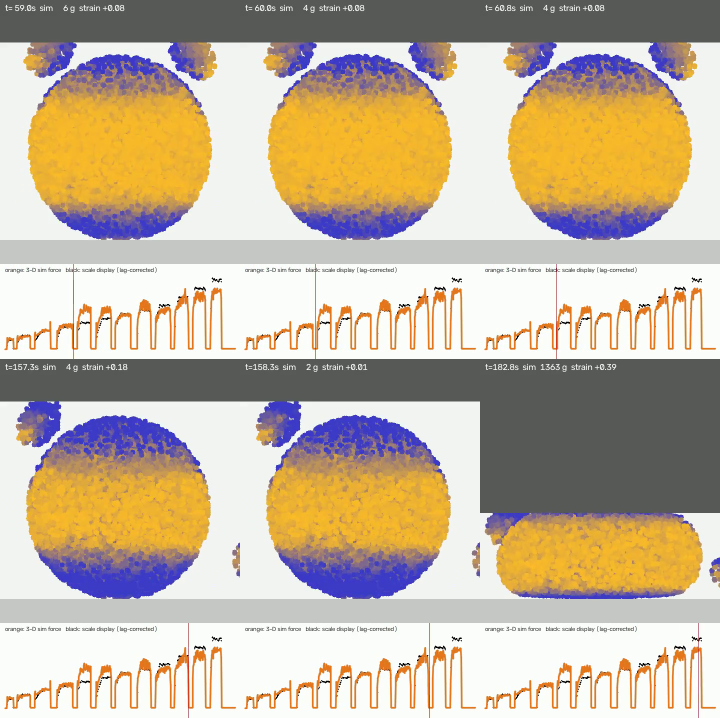 t= 59.0s  sim     6 g  strain +0.08
t= 60.0s  sim     4 g  strain +0.08
t= 60.8s  sim     4 g  strain +0.08
orange: 3-D sim force   black: scale display (lag-corrected)
orange: 3-D sim force   black: scale display (lag-corrected)
orange: 3-D sim force   black: scale display (lag-corrected)
t=157.3s  sim     4 g  strain +0.18
t=158.3s  sim     2 g  strain +0.01
t=182.8s  sim  1363 g  strain +0.39
orange: 3-D sim force   black: scale display (lag-corrected)
orange: 3-D sim force   black: scale display (lag-corrected)
orange: 3-D sim force   black: scale display (lag-corrected)